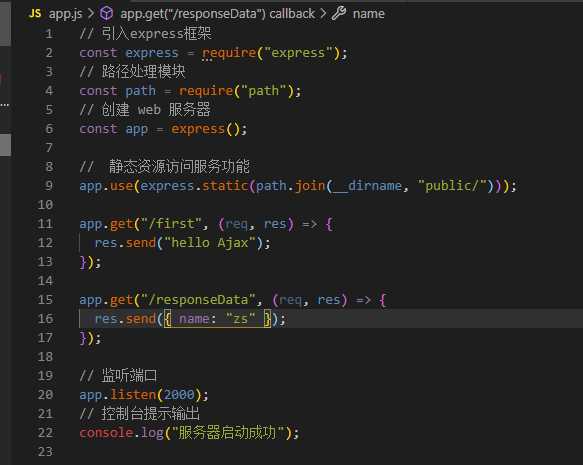 JS app.js > app.get("/responseData") callback > name
1 // 引入express框架
2 const express = require("express");
3 // 路径处理模块
4 const path = require("path");
5 // 创建 web 服务器
6 const app = express();
7
8 //  静态资源访问服务功能
9 app.use(express.static(path.join(__dirname, "public/")));
10
11 app.get("/first", (req, res) => {
12   res.send("hello Ajax");
13 });
14
15 app.get("/responseData", (req, res) => {
16   res.send({ name: "zs" });
17 });
18
19 // 监听端口
20 app.listen(2000);
21 // 控制台提示输出
22 console.log("服务器启动成功");
23